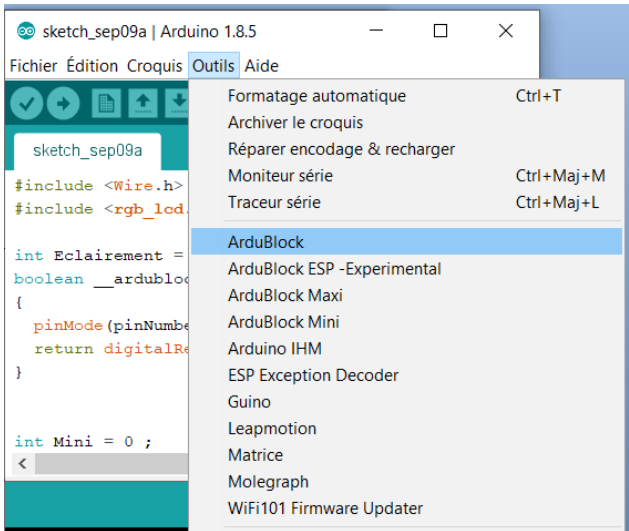 sketch_sep09a | Arduino 1.8.5
Fichier Édition Croquis Outils Aide
sketch_sep09a
#include <Wire.h>
#include <rgb_lcd.
int Eclairement =
boolean __ardubloc
{
pinMode(pinNumbe
return digitalRe
}
int Mini = 0 ;
Formatage automatique Ctrl+T
Archiver le croquis
Réparer encodage & recharger
Moniteur série Ctrl+Maj+M
Traceur série Ctrl+Maj+L
ArduBlock
ArduBlock ESP -Experimental
ArduBlock Maxi
ArduBlock Mini
Arduino IHM
ESP Exception Decoder
Guino
Leapmotion
Matrice
Molegraph
WiFi101 Firmware Updater